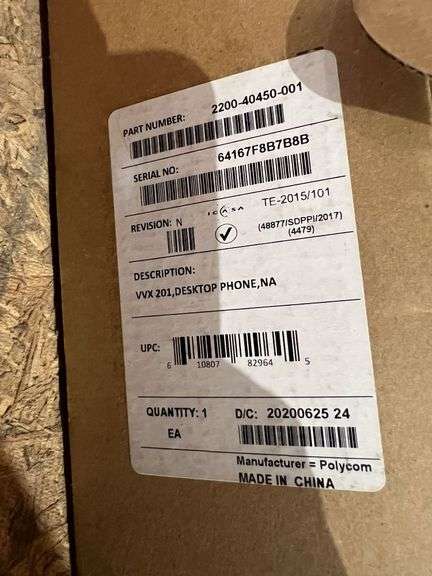 PART NUMBER: 2200-40450-001
SERIAL NO: 64167F8B7B8B
REVISION: N ICASA TE-2015/101
(48877/SDPPI/2017)
(4479)
DESCRIPTION:
VVX 201,DESKTOP PHONE,NA
UPC:
6 10807 82964 5
QUANTITY: 1 D/C: 20200625 24
EA
Manufacturer = Polycom
MADE IN CHINA